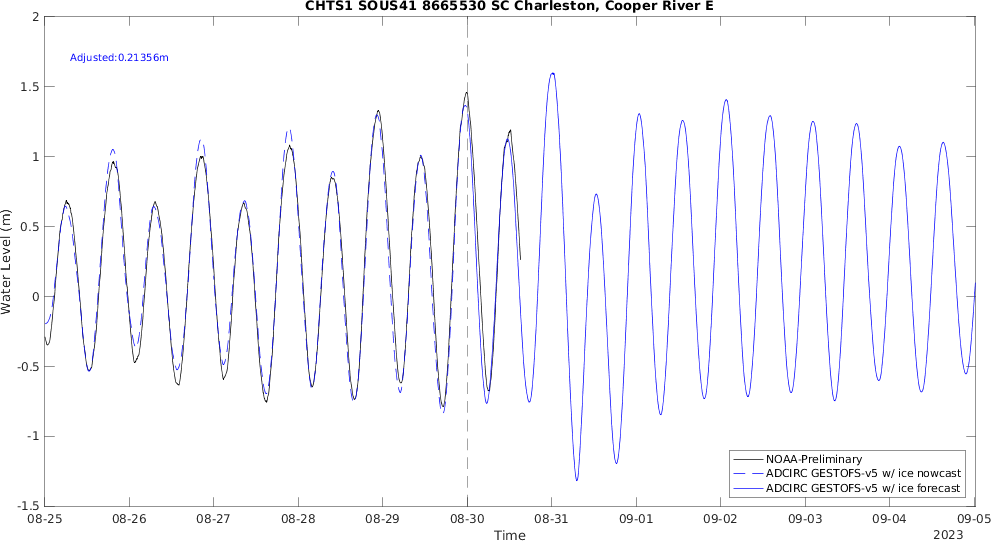 CHTS1 SOUS41 8665530 SC Charleston, Cooper River E
Adjusted:0.21356m
Water Level (m)
2
1.5
1
0.5
0
-0.5
-1
-1.5
NOAA-Preliminary
ADCIRC GESTOFS-v5 w/ ice nowcast
ADCIRC GESTOFS-v5 w/ ice forecast
08-25 08-26 08-27 08-28 08-29 08-30 08-31 09-01 09-02 09-03 09-04 09-05
Time
2023